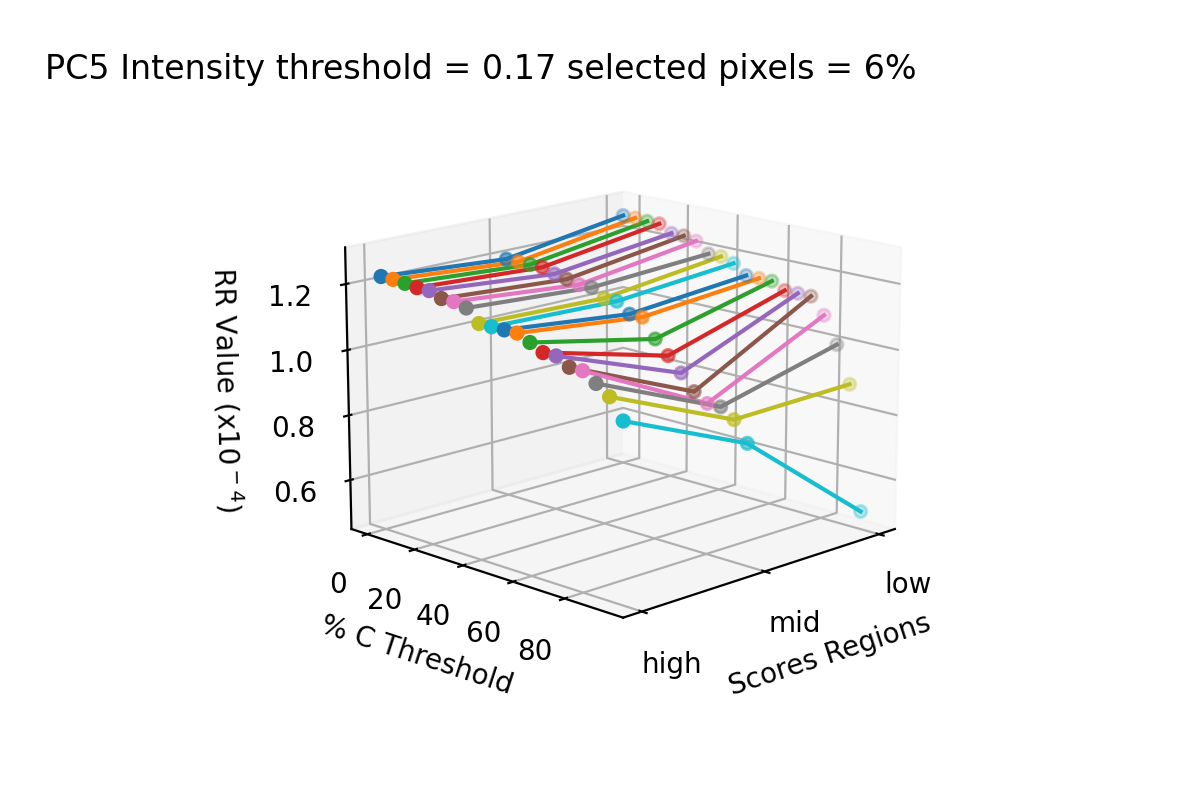 PC5 Intensity threshold = 0.17 selected pixels = 6%
RR Value (x10⁻⁴)
1.2
1.0
0.8
0.6
0
20
40
60
80
% C Threshold
high
mid
low
Scores Regions